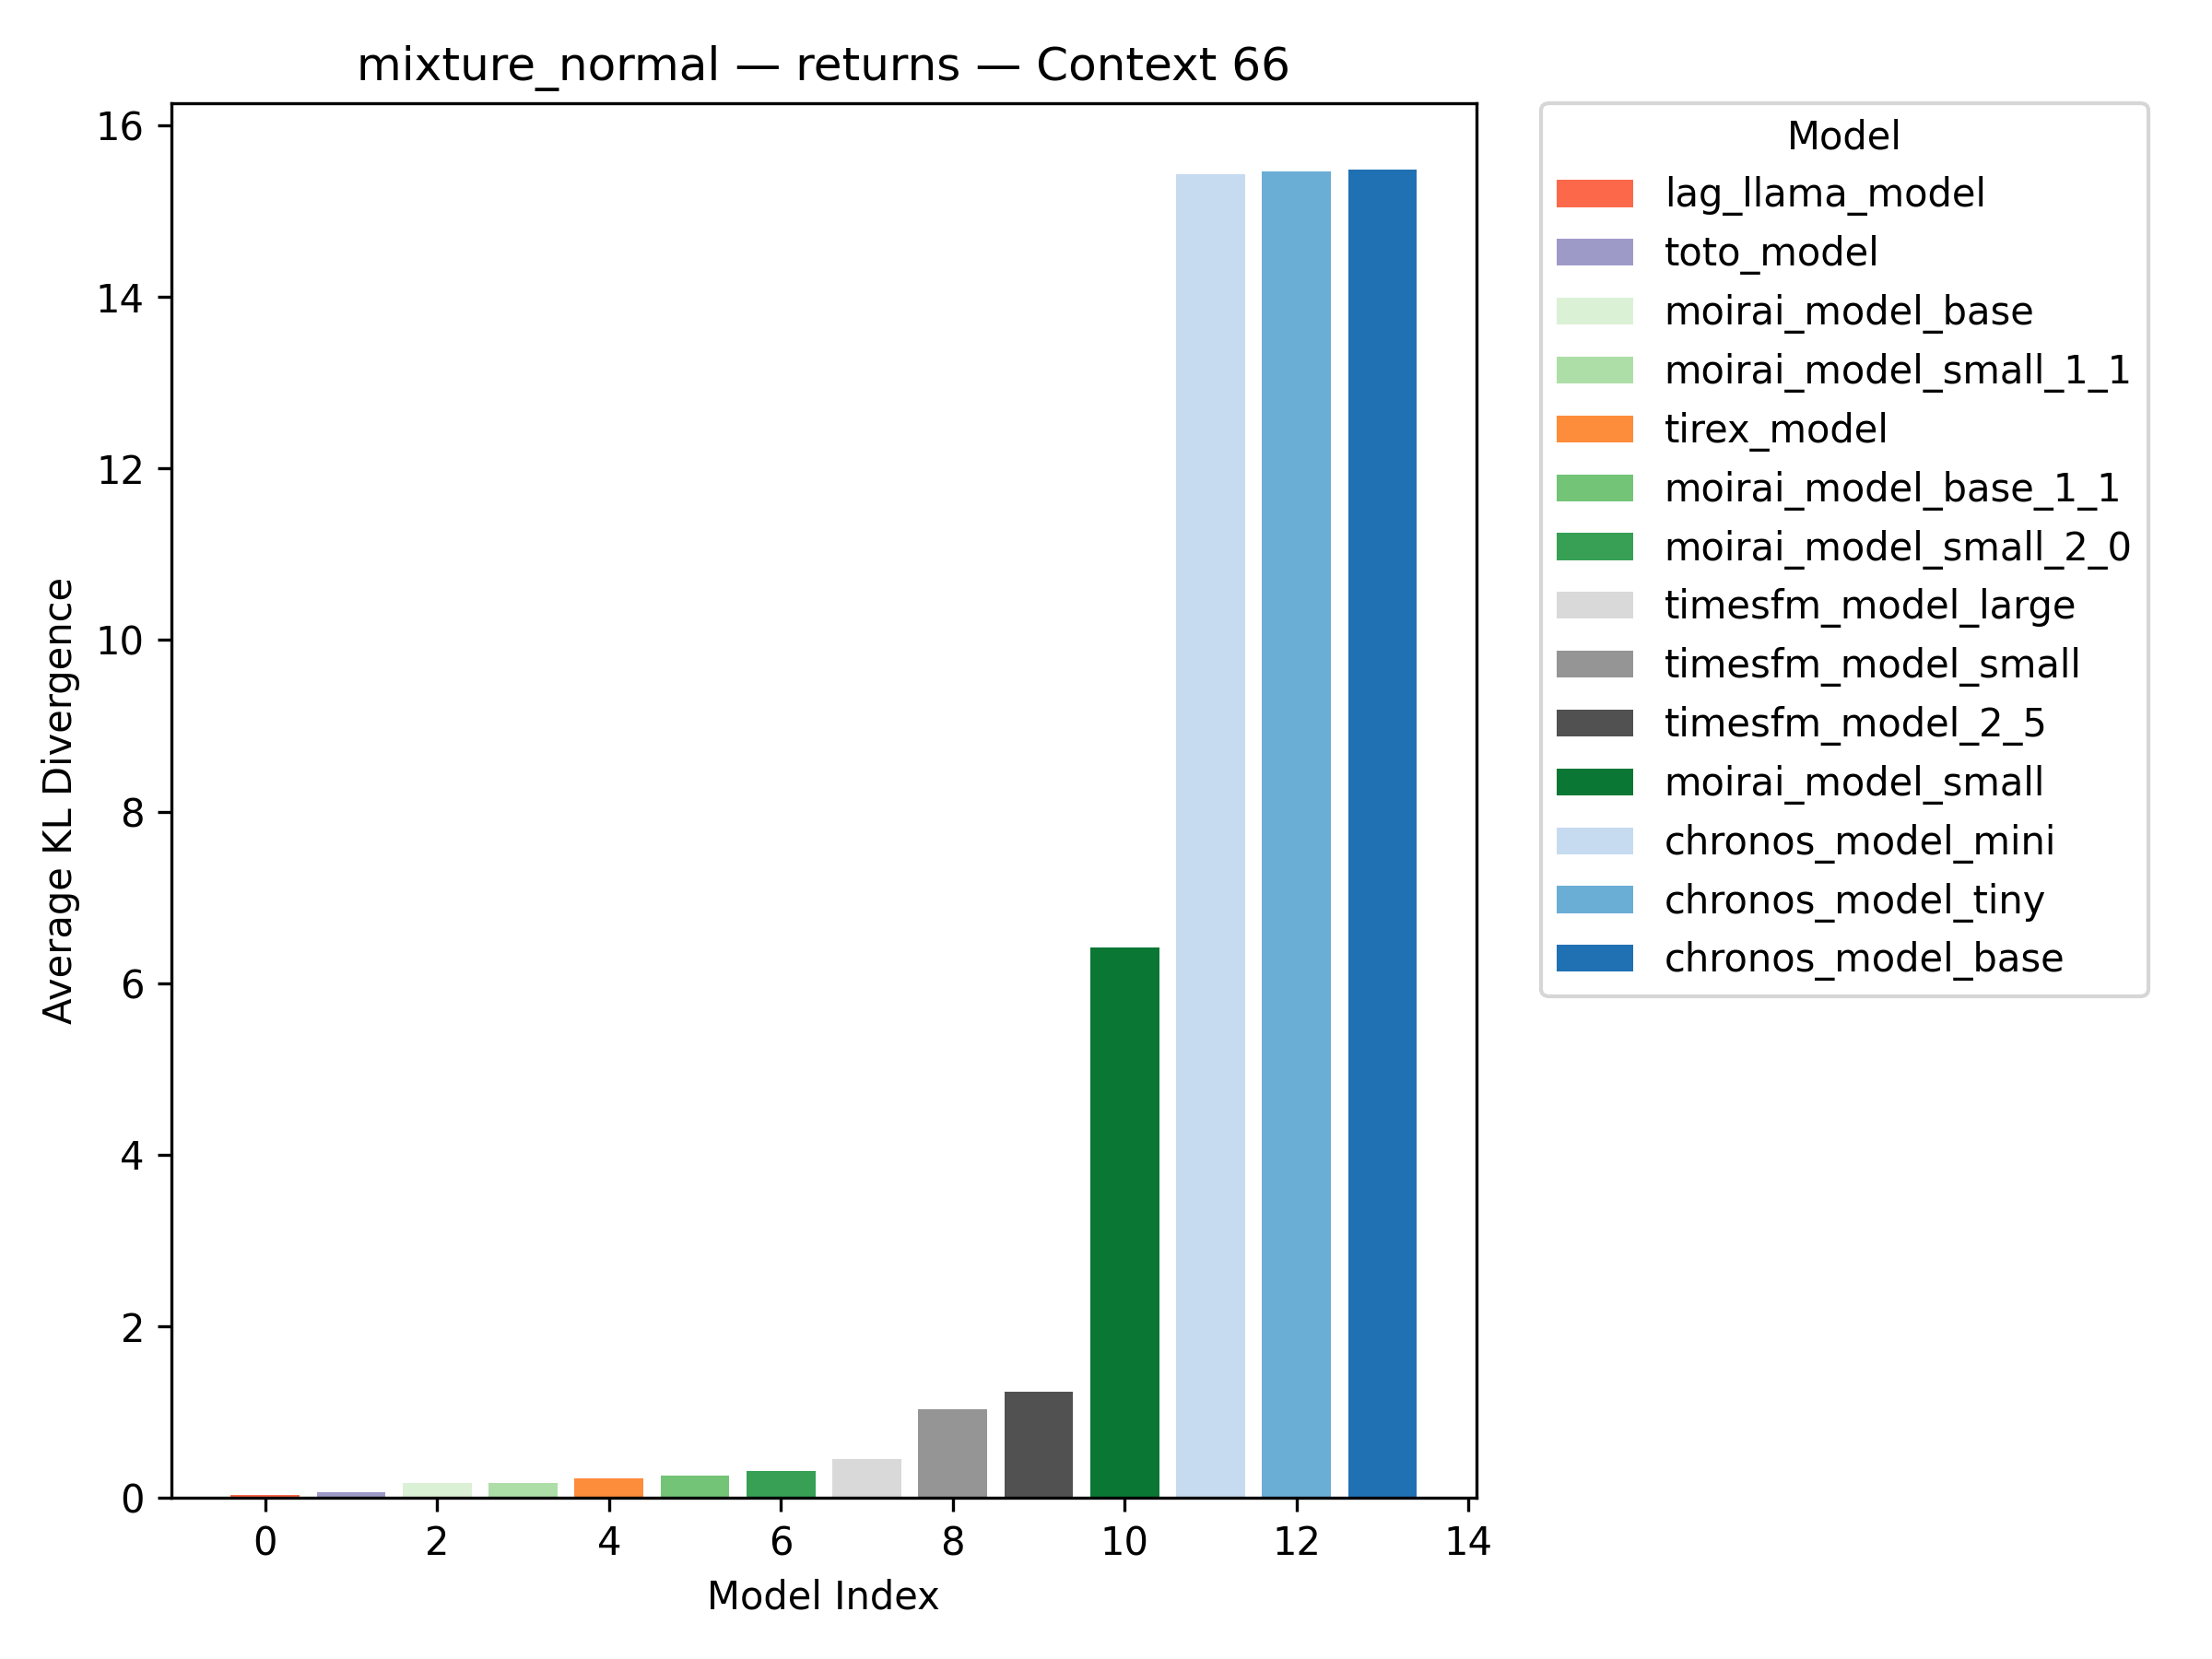 mixture_normal — returns — Context 66
Average KL Divergence
16
14
12
10
8
6
4
2
0
0 2 4 6 8 10 12 14
Model Index
Model
lag_llama_model
toto_model
moirai_model_base
moirai_model_small_1_1
tirex_model
moirai_model_base_1_1
moirai_model_small_2_0
timesfm_model_large
timesfm_model_small
timesfm_model_2_5
moirai_model_small
chronos_model_mini
chronos_model_tiny
chronos_model_base